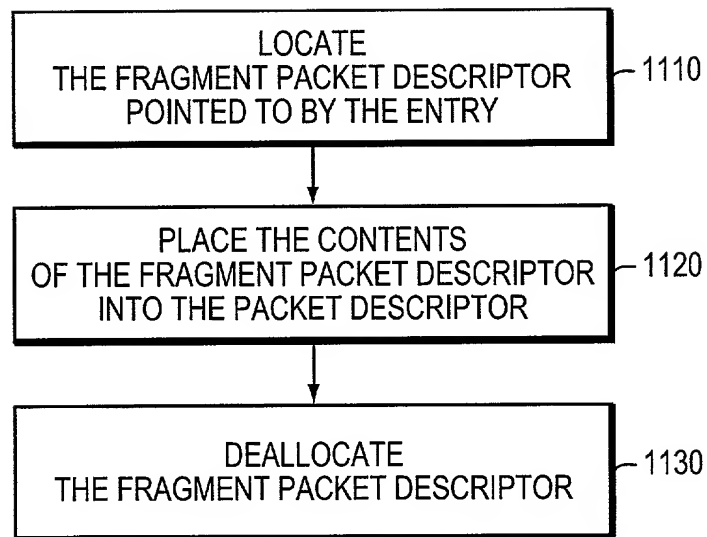 LOCATE
THE FRAGMENT PACKET DESCRIPTOR
POINTED TO BY THE ENTRY
1110
PLACE THE CONTENTS
OF THE FRAGMENT PACKET DESCRIPTOR
INTO THE PACKET DESCRIPTOR
1120
DEALLOCATE
THE FRAGMENT PACKET DESCRIPTOR
1130